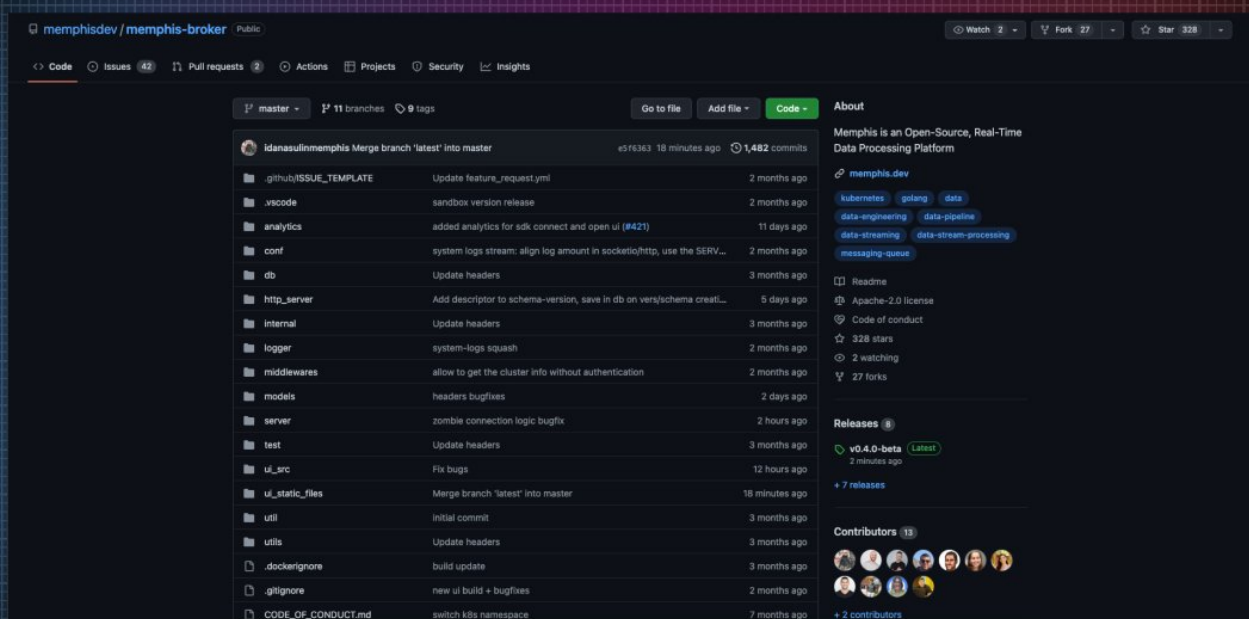 memphisdev / memphis-broker Public
Watch 2 Fork 27 Star 328
Code Issues 42 Pull requests 2 Actions Projects Security Insights
master 11 branches 9 tags Go to file Add file Code
idanasulinmemphis Merge branch 'latest' into master e5f6363 18 minutes ago 1,482 commits
.github/ISSUE_TEMPLATE Update feature_request.yml 2 months ago
.vscode sandbox version release 2 months ago
analytics added analytics for sdk connect and open ui (#421) 11 days ago
conf system logs stream: align log amount in socketio/http, use the SERV... 2 months ago
db Update headers 3 months ago
http_server Add descriptor to schema-version, save in db on vers/schema creati... 5 days ago
internal Update headers 3 months ago
logger system-logs squash 2 months ago
middlewares allow to get the cluster info without authentication 2 months ago
models headers bugfixes 2 days ago
server zombie connection logic bugfix 2 hours ago
test Update headers 3 months ago
ui_src Fix bugs 12 hours ago
ui_static_files Merge branch 'latest' into master 18 minutes ago
util initial commit 3 months ago
utils Update headers 3 months ago
.dockerignore build update 3 months ago
.gitignore new ui build + bugfixes 2 months ago
CODE_OF_CONDUCT.md switch k8s namespace 7 months ago
About
Memphis is an Open-Source, Real-Time
Data Processing Platform
memphis.dev
kubernetes golang data
data-engineering data-pipeline
data-streaming data-stream-processing
messaging-queue
Readme
Apache-2.0 license
Code of conduct
328 stars
2 watching
27 forks
Releases 8
v0.4.0-beta Latest
2 minutes ago
+ 7 releases
Contributors 13
+ 2 contributors